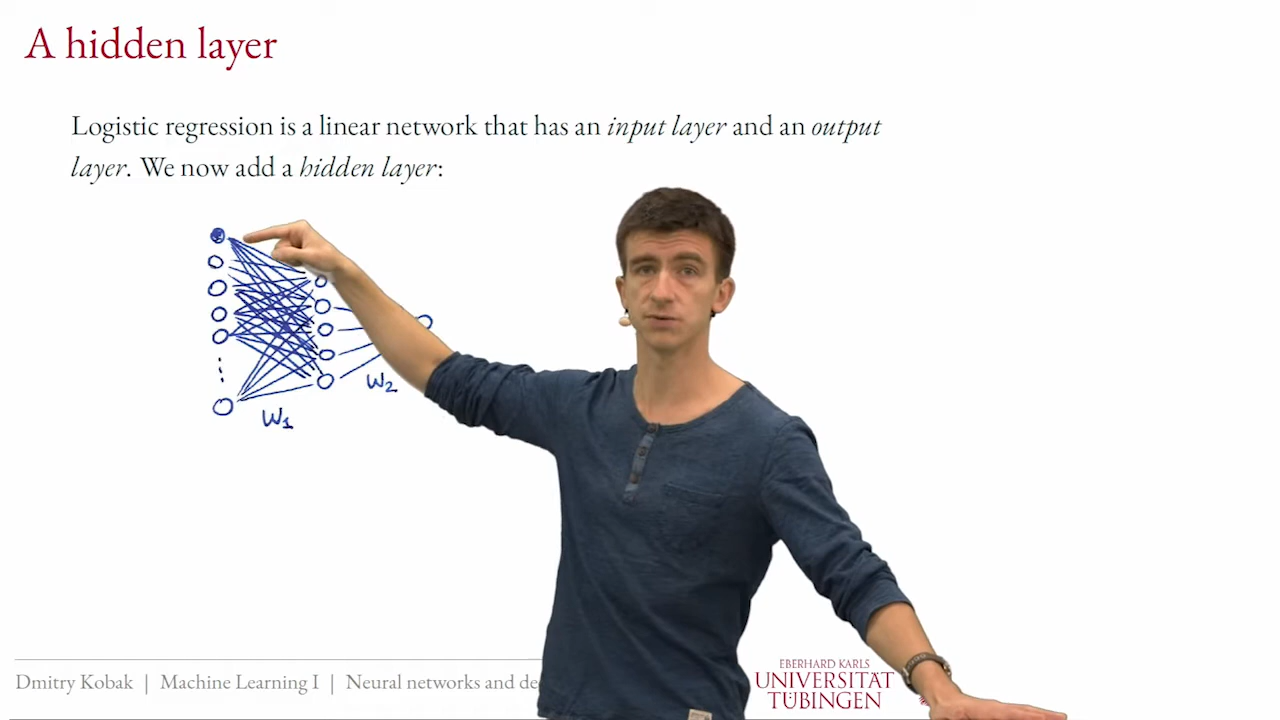 A hidden layer
Logistic regression is a linear network that has an input layer and an output
layer. We now add a hidden layer:
W₂
W₁
Dmitry Kobak | Machine Learning I | Neural networks and
EBERHARD KARLS
UNIVERSITÄT
TÜBINGEN